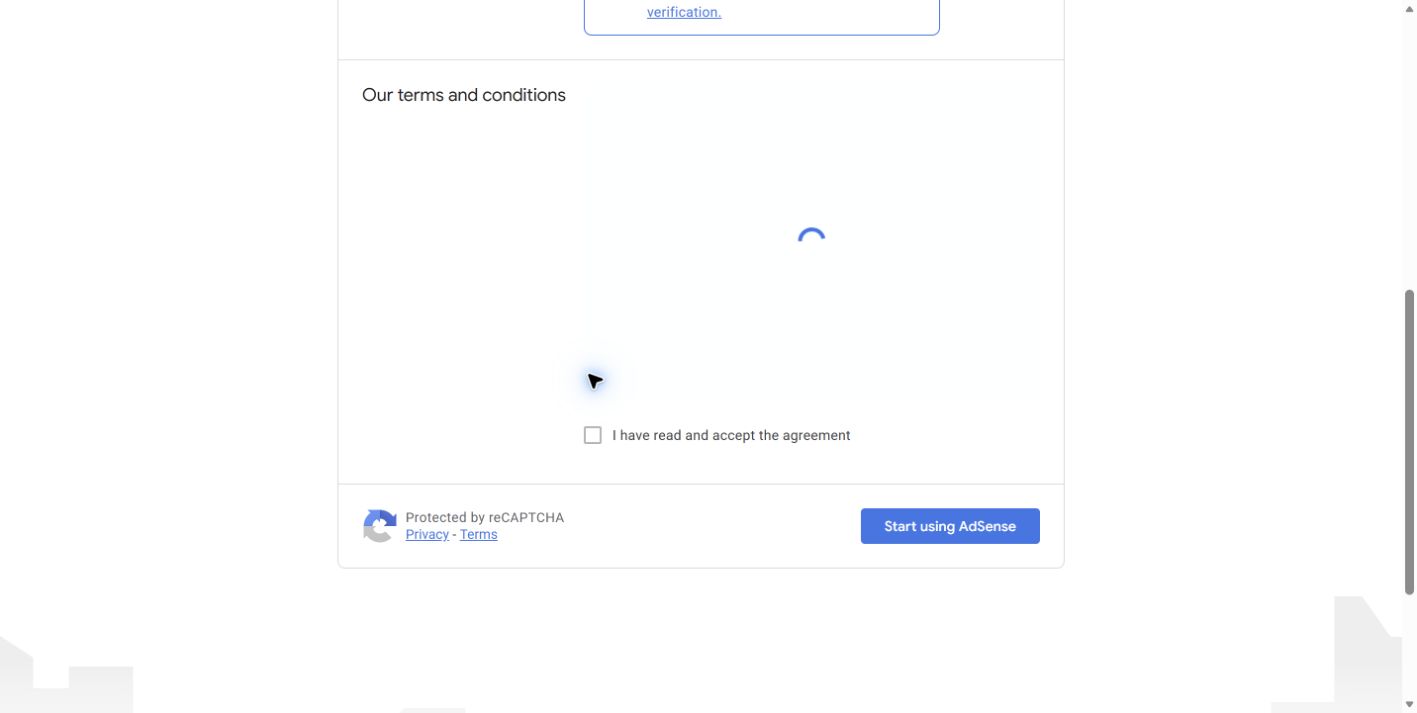 verification.
Our terms and conditions
I have read and accept the agreement
Protected by reCAPTCHA
Privacy - Terms
Start using AdSense